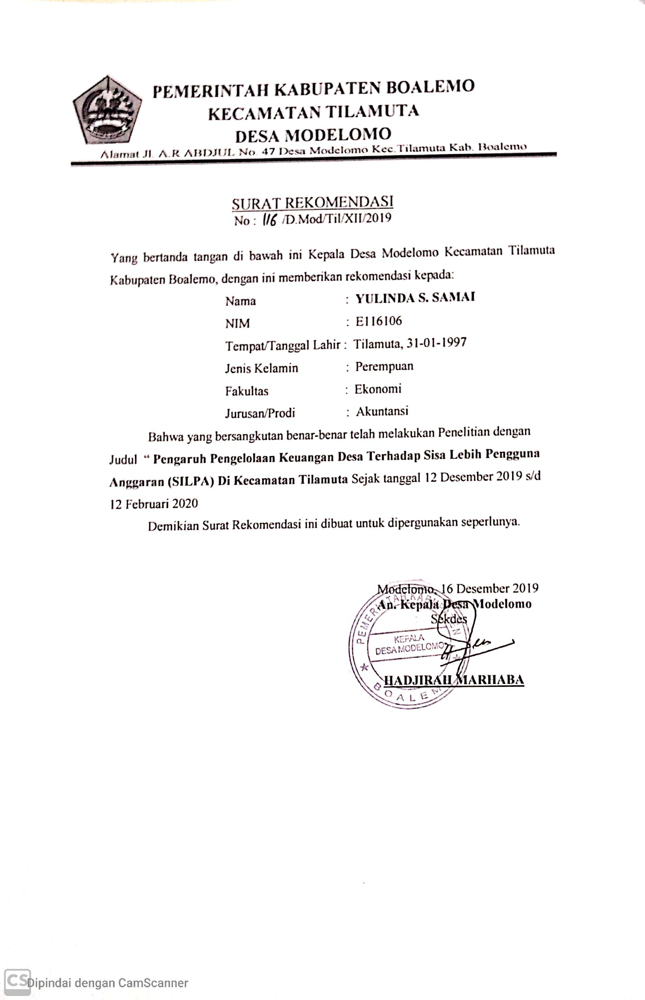 PEMERINTAH KABUPATEN BOALEMO
KECAMATAN TILAMUTA
DESA MODELOMO
Alamat Jl. A.R ABDJUL No. 47 Desa Modelomo Kec.Tilamuta Kab. Boalemo
SURAT REKOMENDASI
No : 116 /D.Mod/Til/XII/2019
Yang bertanda tangan di bawah ini Kepala Desa Modelomo Kecamatan Tilamuta
Kabupaten Boalemo, dengan ini memberikan rekomendasi kepada:
Nama : YULINDA S. SAMAI
NIM : E116106
Tempat/Tanggal Lahir : Tilamuta, 31-01-1997
Jenis Kelamin : Perempuan
Fakultas : Ekonomi
Jurusan/Prodi : Akuntansi
Bahwa yang bersangkutan benar-benar telah melakukan Penelitian dengan
Judul “ Pengaruh Pengelolaan Keuangan Desa Terhadap Sisa Lebih Pengguna
Anggaran (SILPA) Di Kecamatan Tilamuta Sejak tanggal 12 Desember 2019 s/d
12 Februari 2020
Demikian Surat Rekomendasi ini dibuat untuk dipergunakan seperlunya.
Modelomo, 16 Desember 2019
An. Kepala Desa Modelomo
Sekdes
PEMERINTAH KABUPATEN
KEPALA
DESA MODELOMO
HADJIRAH MARHABA
BOALEM
CS Dipindai dengan CamScanner